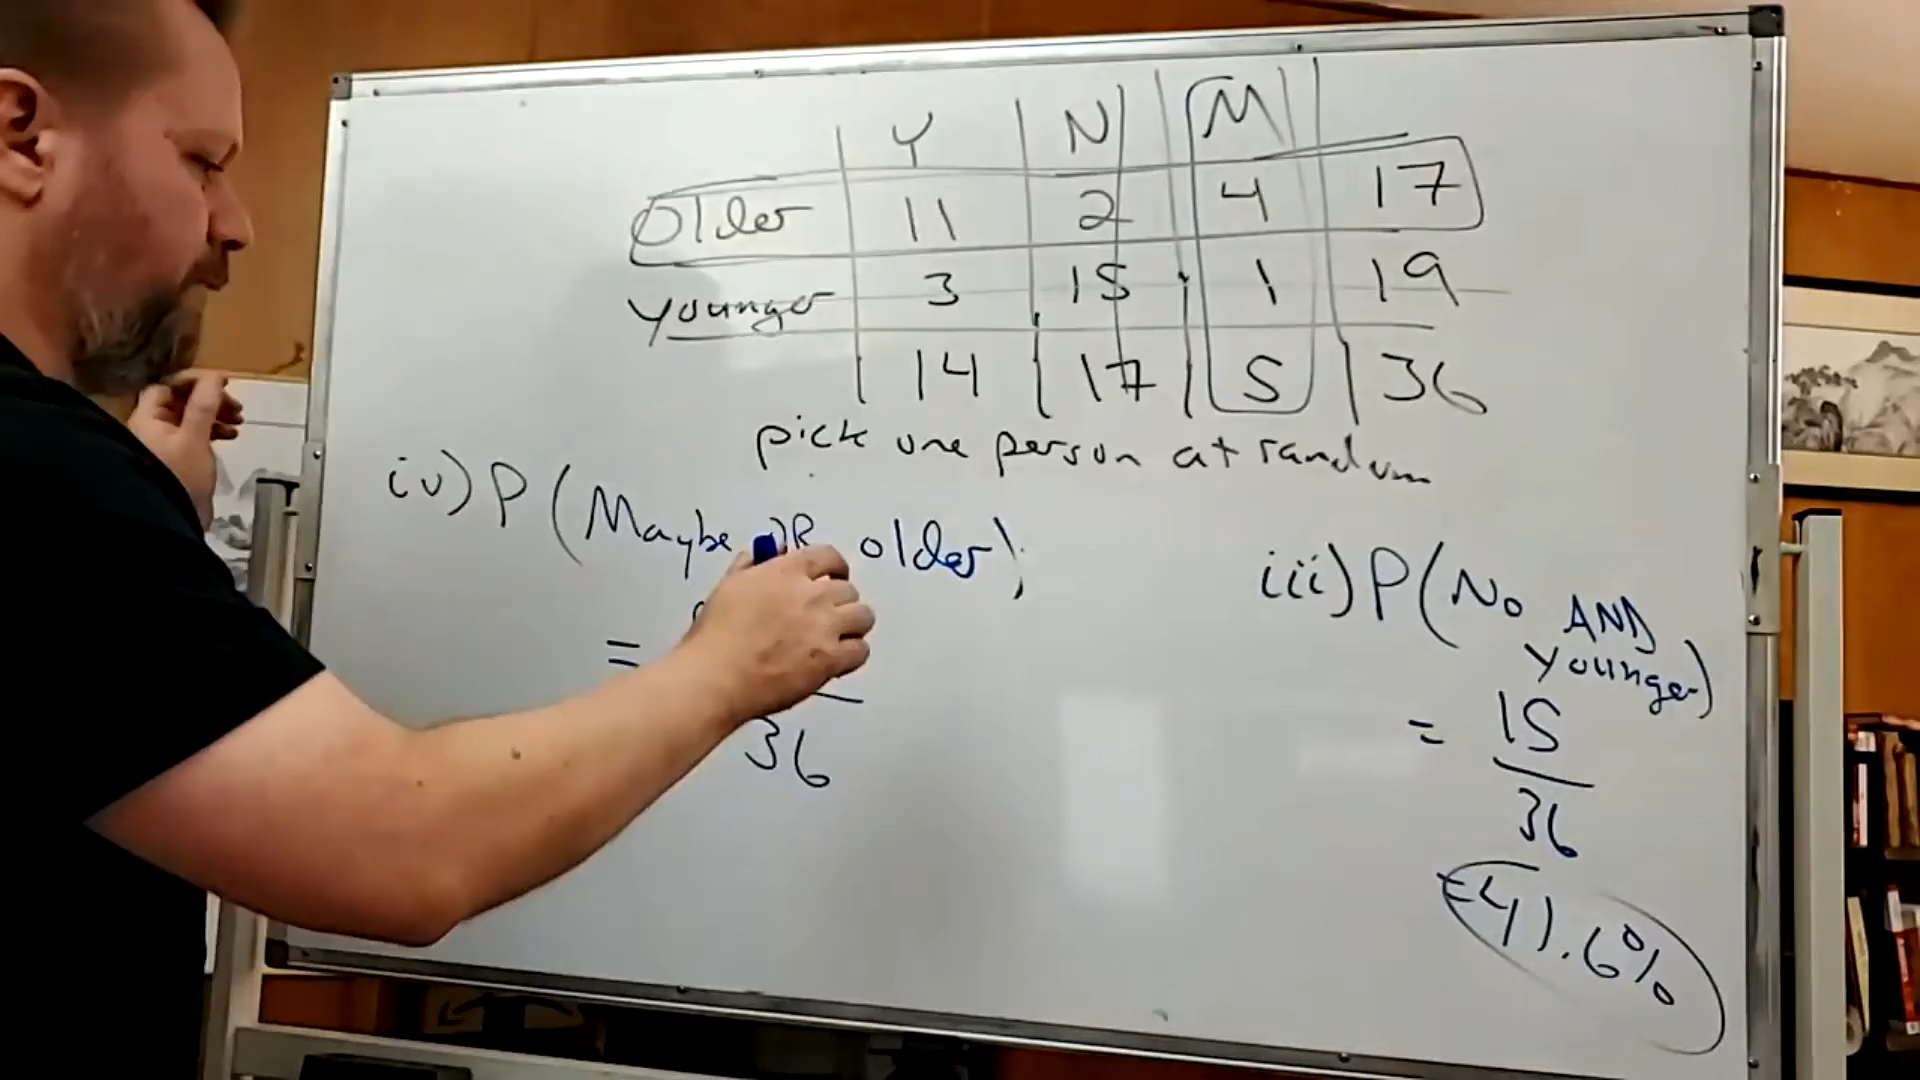 Y N M
Older 11 2 4 17
younger 3 15 1 19
14 17 5 36
pick one person at random
iv) P (Maybe OR older)
=
36
iii) P (No AND
younger)
= 15
36
=41.6%